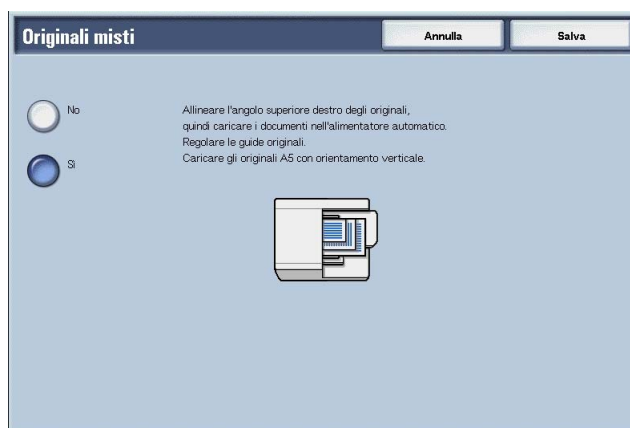 Originali misti
Annulla
Salva
No
Allineare l'angolo superiore destro degli originali,
quindi caricare i documenti nell'alimentatore automatico.
Regolare le guide originali.
Sì
Caricare gli originali A5 con orientamento verticale.